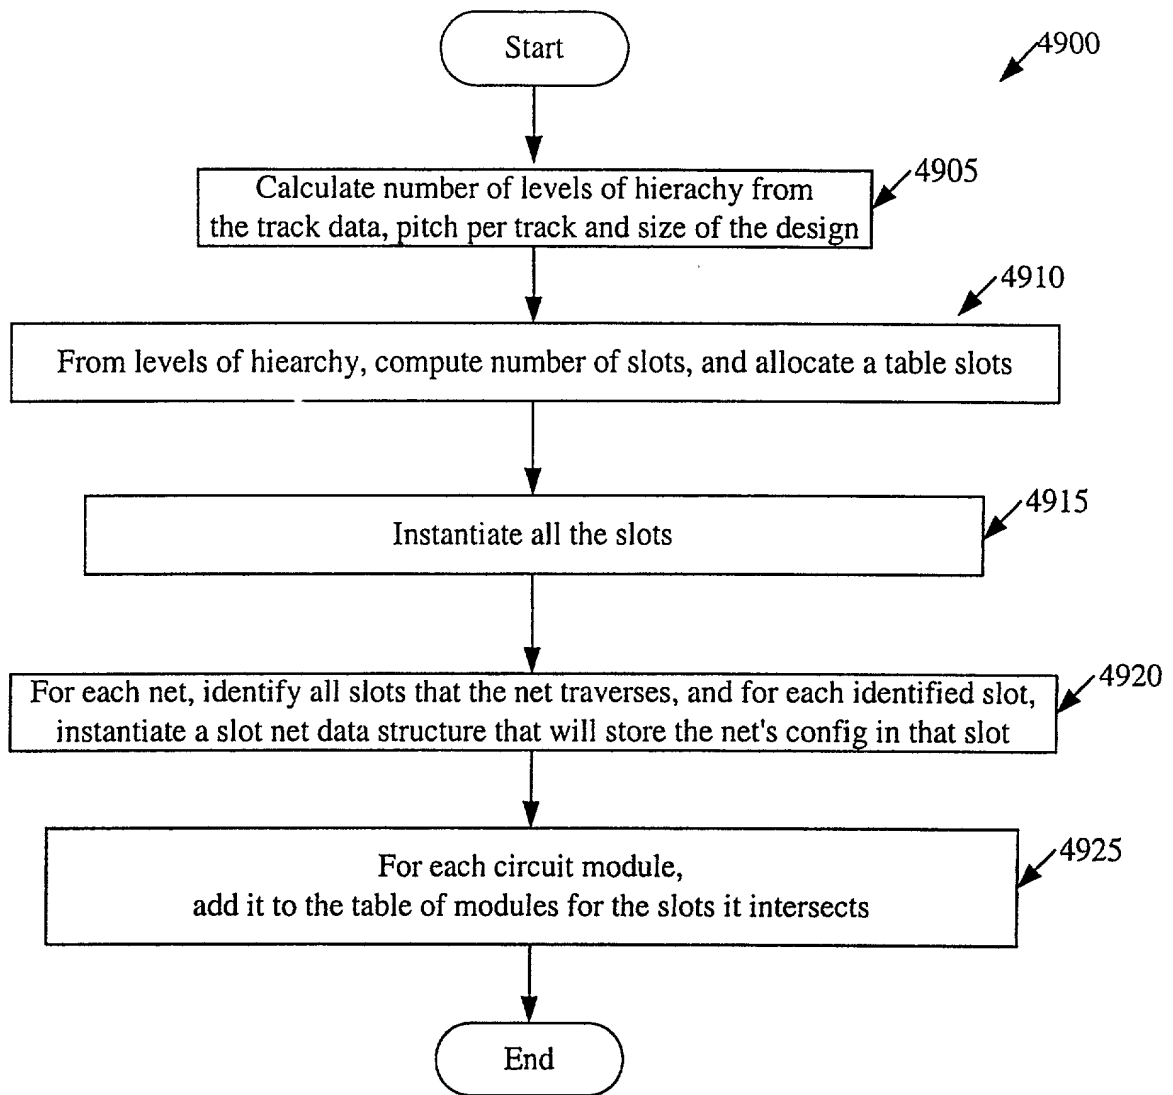 Start
4900
4905
Calculate number of levels of hierachy from
the track data, pitch per track and size of the design
4910
From levels of hiearchy, compute number of slots, and allocate a table slots
4915
Instantiate all the slots
4920
For each net, identify all slots that the net traverses, and for each identified slot,
instantiate a slot net data structure that will store the net's config in that slot
4925
For each circuit module,
add it to the table of modules for the slots it intersects
End